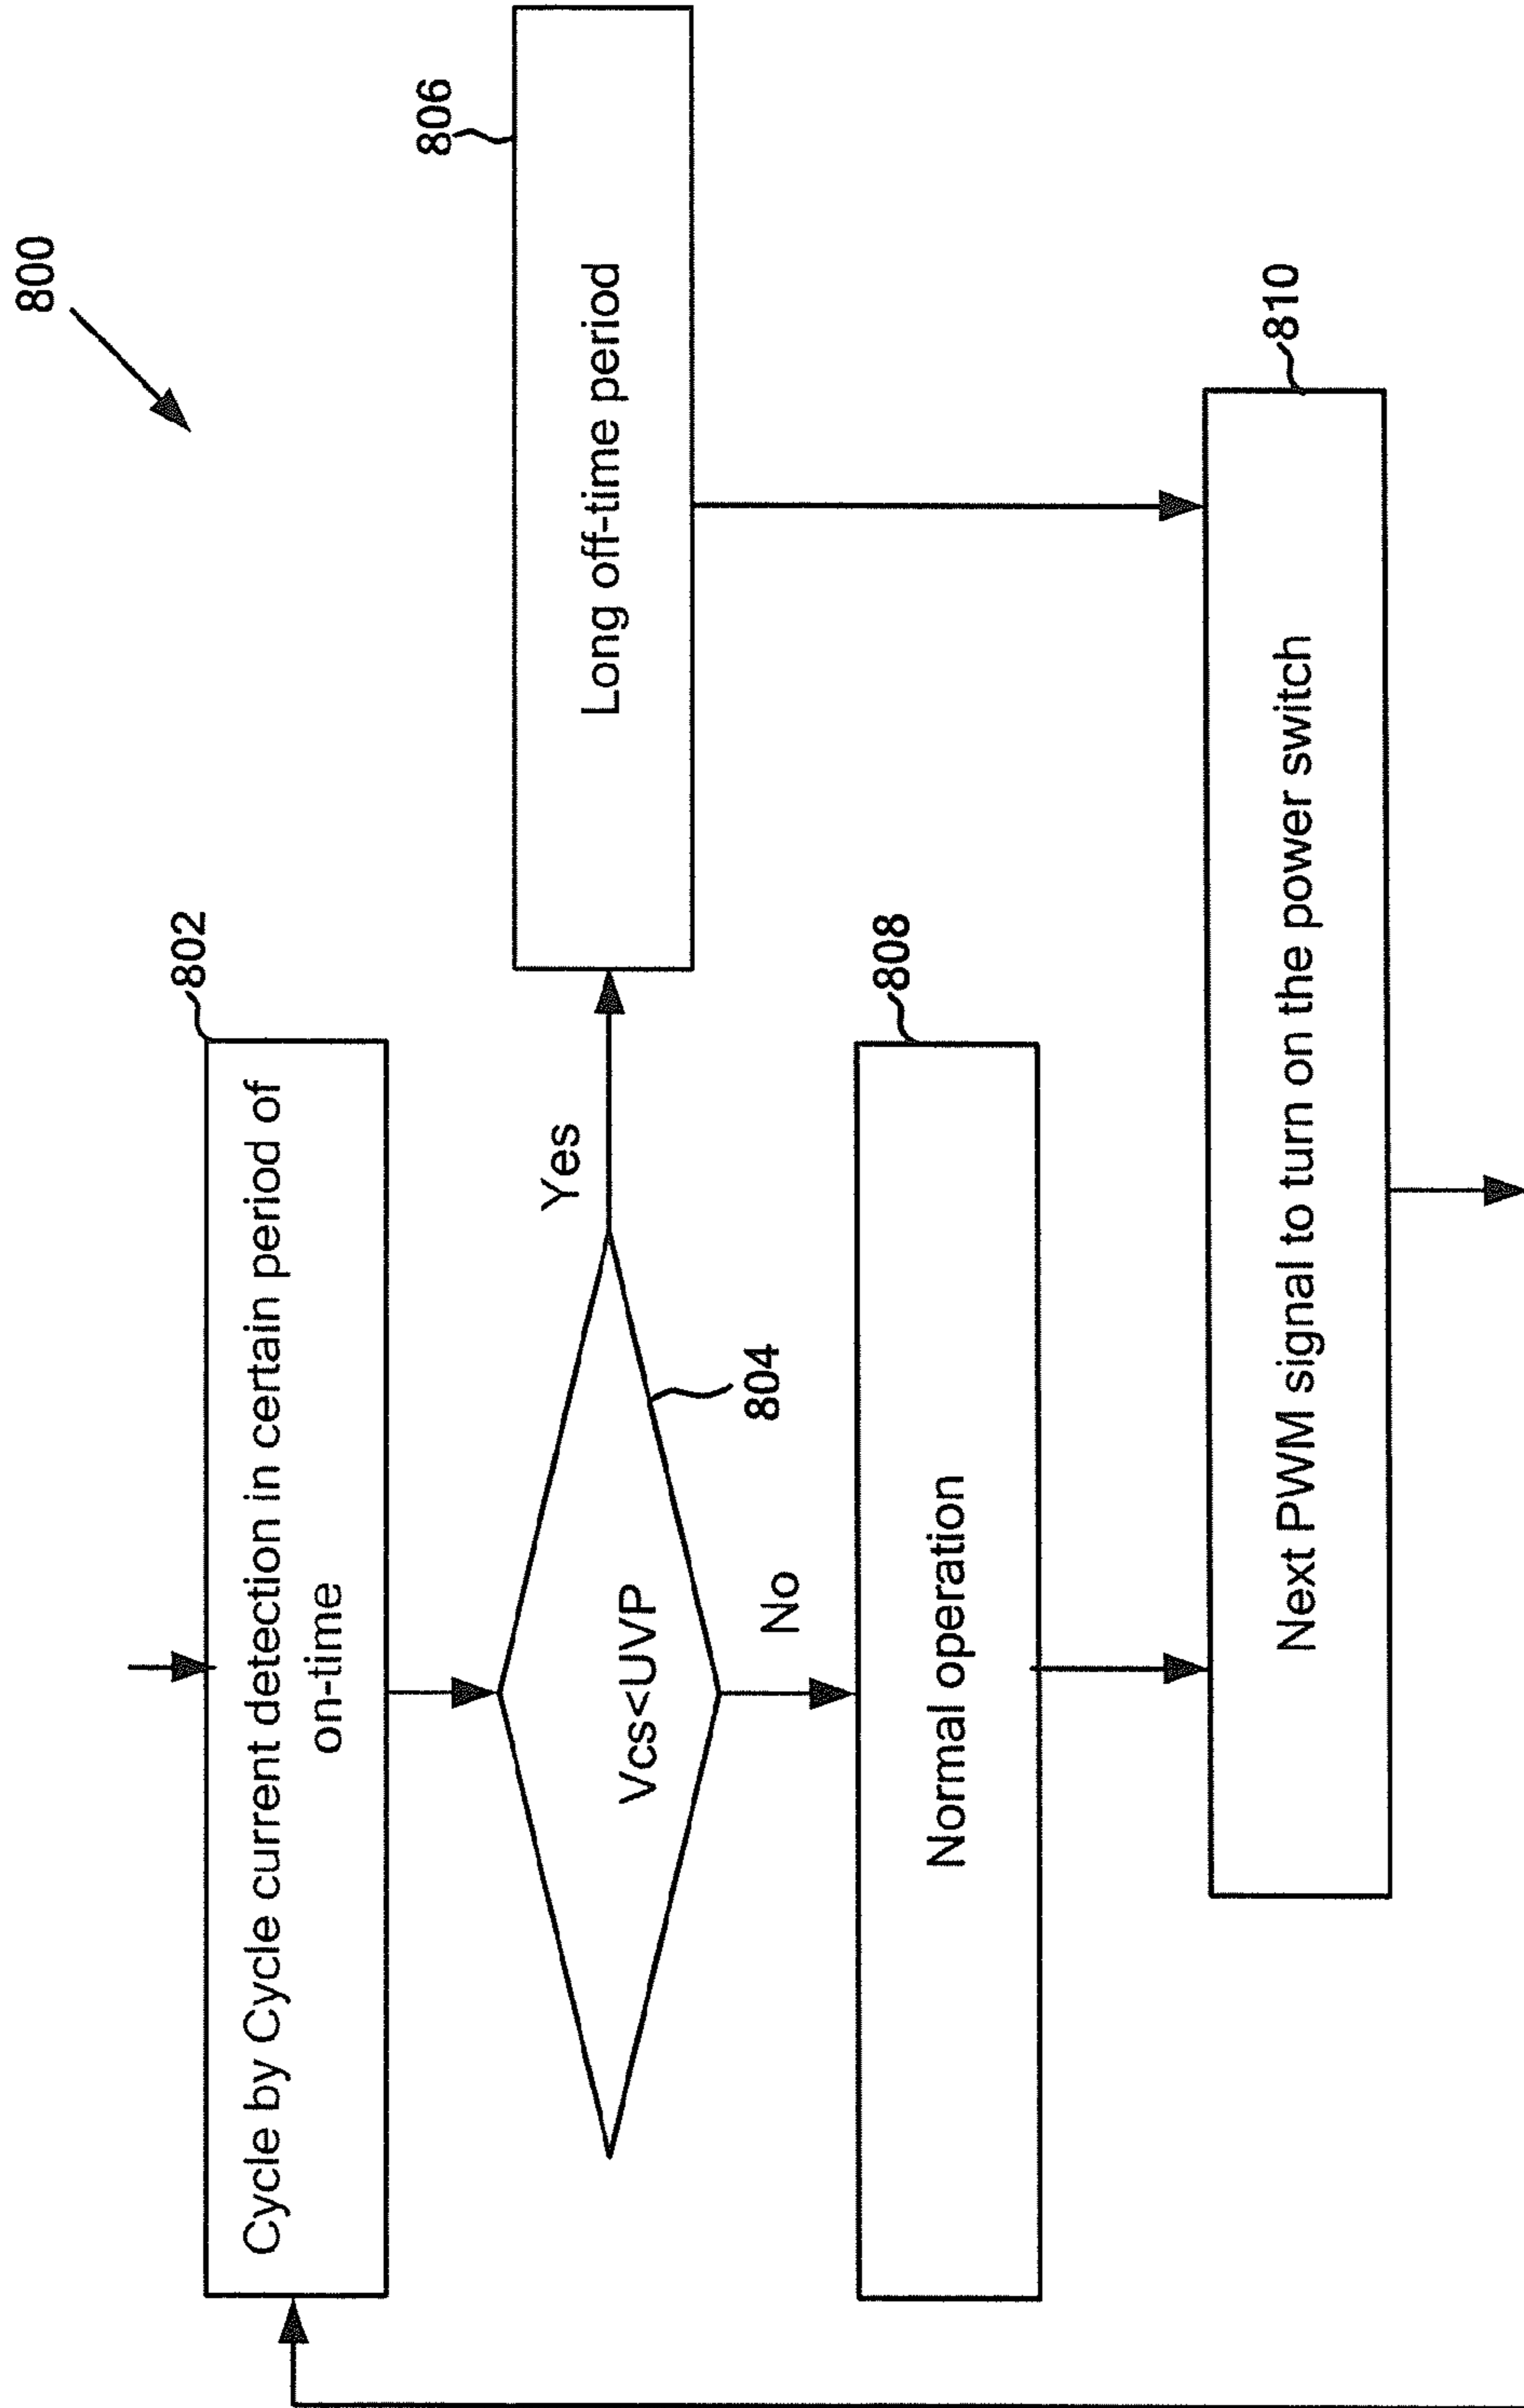 800
802
Cycle by Cycle current detection in certain period of
on-time
804
Vcs<UVP
Yes
806
Long off-time period
No
808
Normal operation
810
Next PWM signal to turn on the power switch